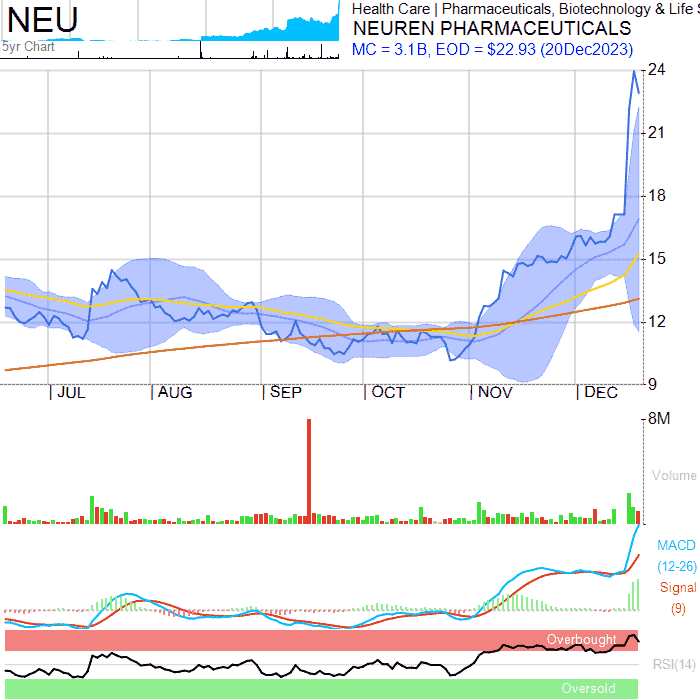 NEU
5yr Chart
Health Care | Pharmaceuticals, Biotechnology & Life S
NEUREN PHARMACEUTICALS
MC = 3.1B, EOD = $22.93 (20Dec2023)
24
21
18
15
12
9
JUL AUG SEP OCT NOV DEC
8M
Volume
MACD
(12-26)
Signal
(9)
Overbought
RSI(14)
Oversold